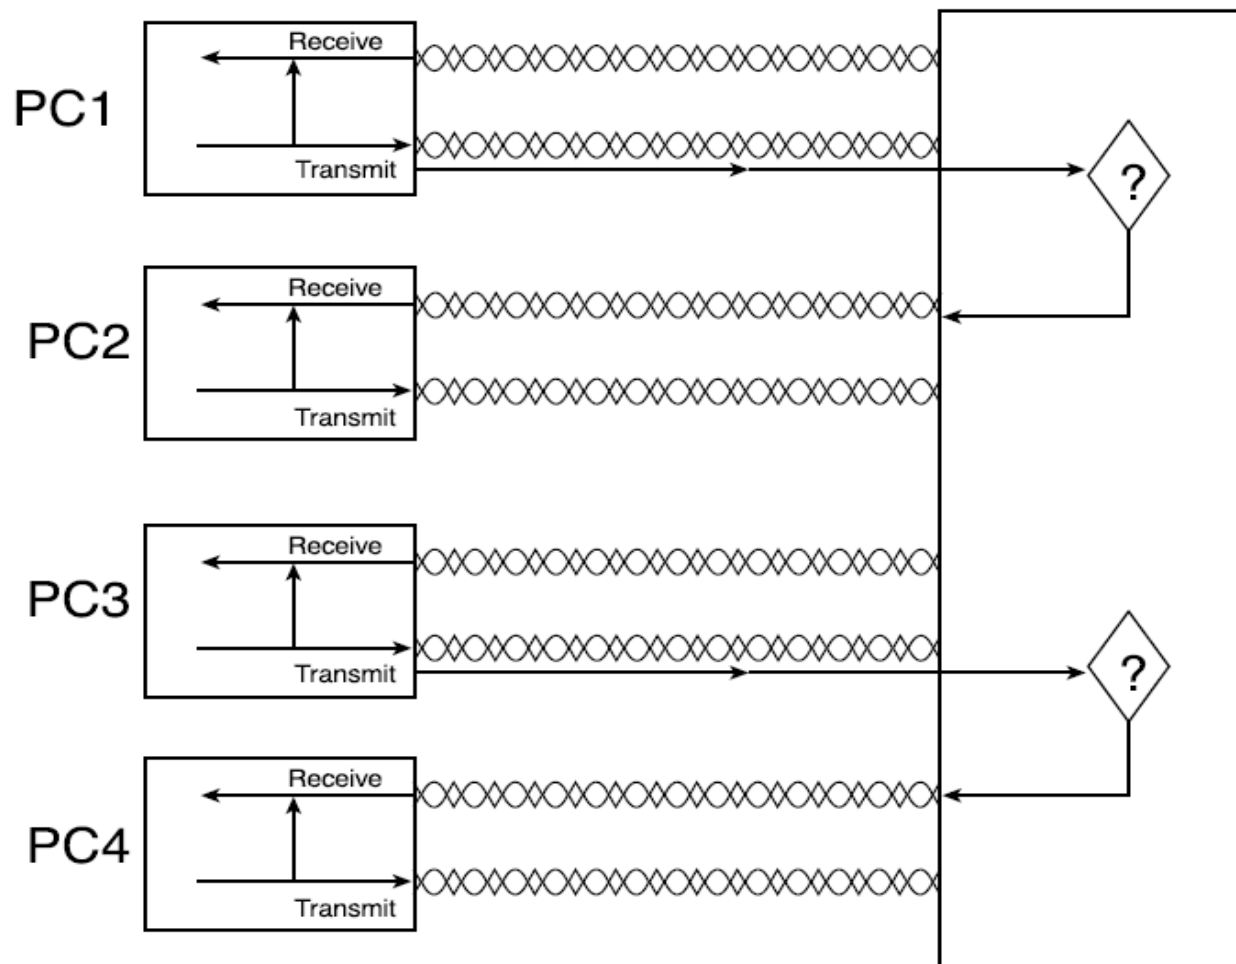 Receive
PC1
Transmit
?
Receive
PC2
Transmit
Receive
PC3
Transmit
?
Receive
PC4
Transmit